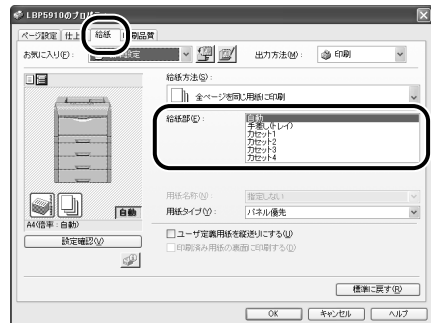 LBP5910のプロパ
ページ設定 仕上 給紙 印刷品質
お気に入り(F): 設定 出力方法(M): 印刷
給紙方法(S):
全ページを同じ用紙に印刷
給紙部(E): 自動
手差し(トレイ)
カセット1
カセット2
カセット3
カセット4
自動
用紙名称(N): 指定しない
A4(倍率:自動)
用紙タイプ(Y): パネル優先
設定確認(V)
ユーザ定義用紙を縦送りにする(U)
印刷済み用紙の裏面に印刷する(D)
標準に戻す(R)
OK キャンセル ヘルプ